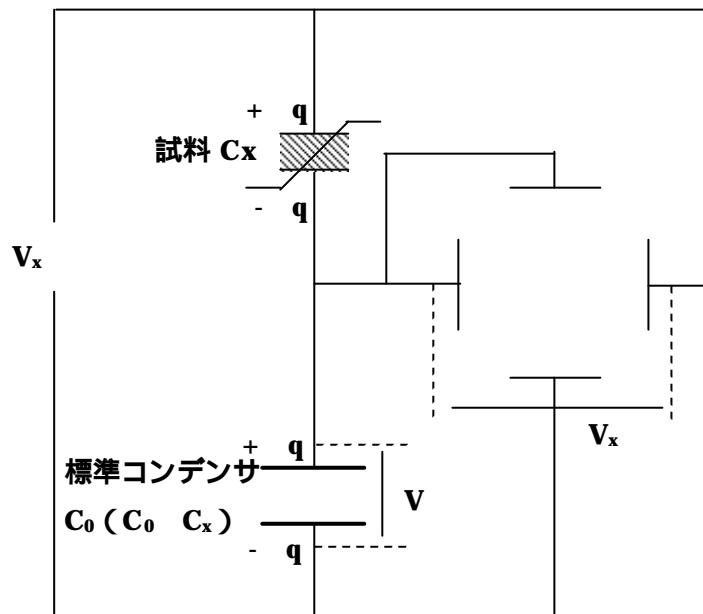 + q
試料 Cx
- q
Vx
Vx
+ q
標準コンデンサ
V
C0（C0 Cx）
- q